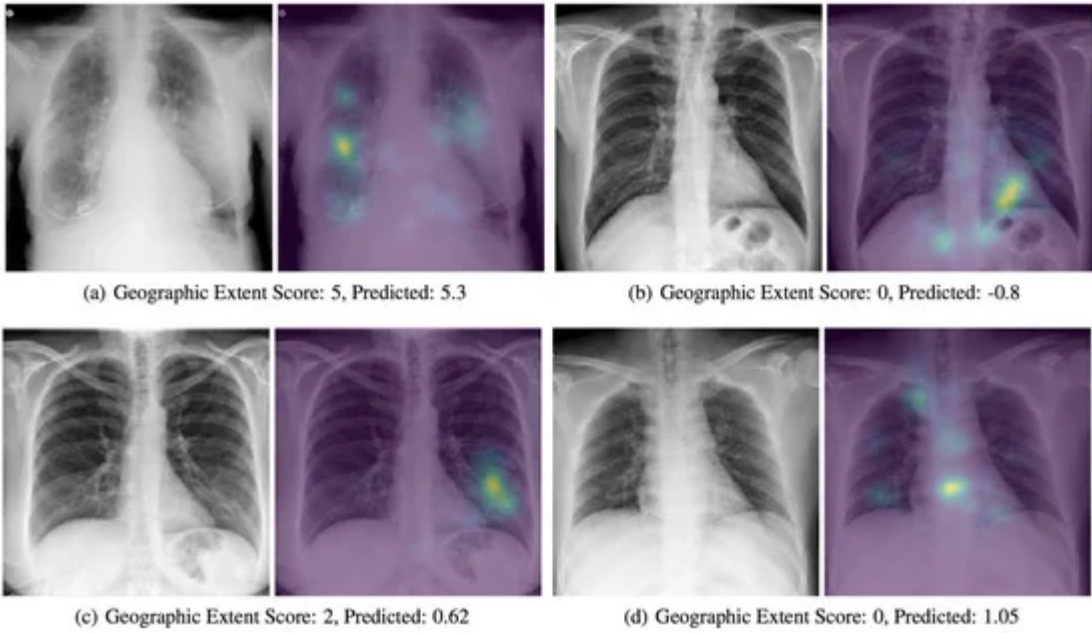 (a) Geographic Extent Score: 5, Predicted: 5.3
(b) Geographic Extent Score: 0, Predicted: -0.8
(c) Geographic Extent Score: 2, Predicted: 0.62
(d) Geographic Extent Score: 0, Predicted: 1.05